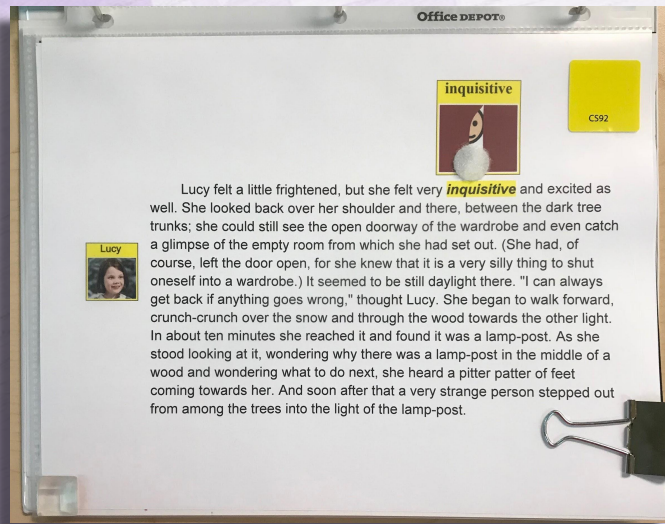 Office DEPOT®
inquisitive
CS92
Lucy felt a little frightened, but she felt very inquisitive and excited as
well. She looked back over her shoulder and there, between the dark tree
trunks; she could still see the open doorway of the wardrobe and even catch
a glimpse of the empty room from which she had set out. (She had, of
Lucy
course, left the door open, for she knew that it is a very silly thing to shut
oneself into a wardrobe.) It seemed to be still daylight there. "I can always
get back if anything goes wrong," thought Lucy. She began to walk forward,
crunch-crunch over the snow and through the wood towards the other light.
In about ten minutes she reached it and found it was a lamp-post. As she
stood looking at it, wondering why there was a lamp-post in the middle of a
wood and wondering what to do next, she heard a pitter patter of feet
coming towards her. And soon after that a very strange person stepped out
from among the trees into the light of the lamp-post.